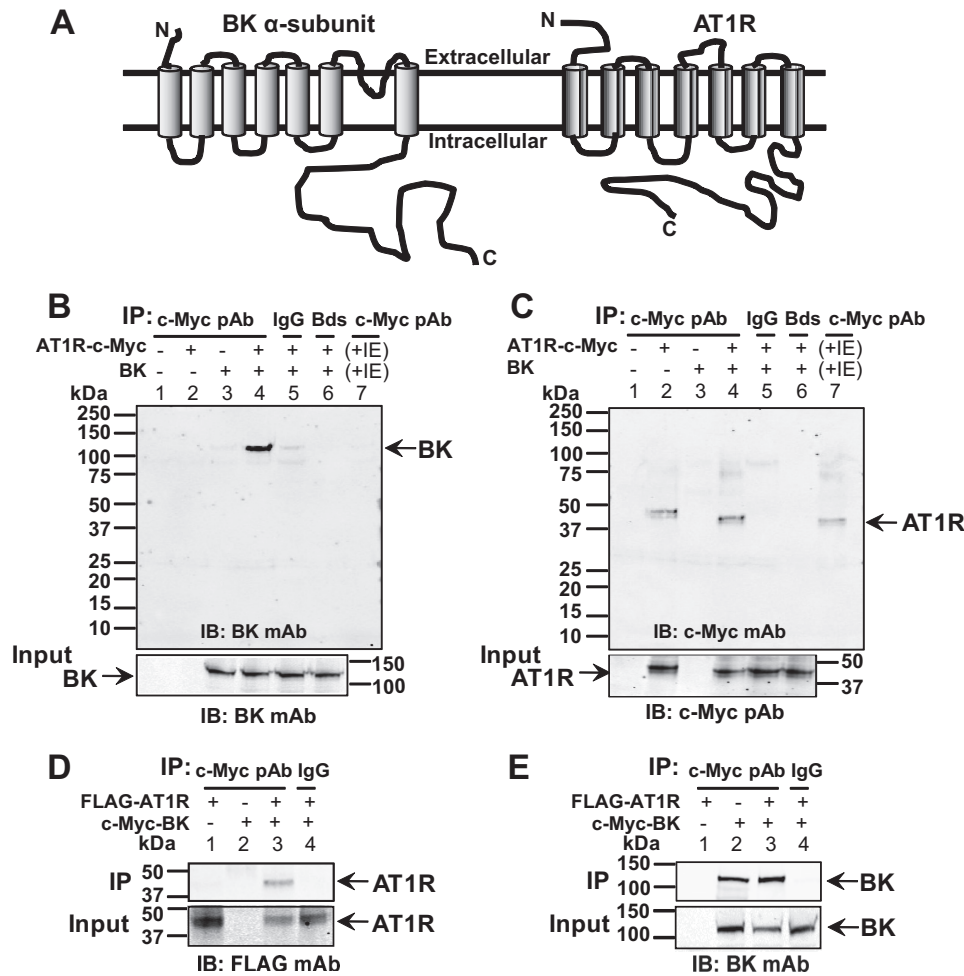 A
N
BK α-subunit
N
AT1R
Extracellular
Intracellular
C
C
B
IP: c-Myc pAb IgG Bds c-Myc pAb
AT1R-c-Myc - + - + + + (+IE)
BK - - + + + + (+IE)
kDa 1 2 3 4 5 6 7
250
150
100
75
50
37
25
20
15
10
BK
IB: BK mAb
Input
BK
150
100
IB: BK mAb
C
IP: c-Myc pAb IgG Bds c-Myc pAb
AT1R-c-Myc - + - + + + (+IE)
BK - - + + + + (+IE)
kDa 1 2 3 4 5 6 7
250
150
100
75
50
37
25
20
15
10
AT1R
IB: c-Myc mAb
Input
AT1R
50
37
IB: c-Myc pAb
D
IP: c-Myc pAb IgG
FLAG-AT1R + - + +
c-Myc-BK - + + +
kDa 1 2 3 4
IP 50
37
AT1R
Input 50
37
AT1R
IB: FLAG mAb
E
IP: c-Myc pAb IgG
FLAG-AT1R + - + +
c-Myc-BK - + + +
kDa 1 2 3 4
IP 150
100
BK
Input 150
100
BK
IB: BK mAb